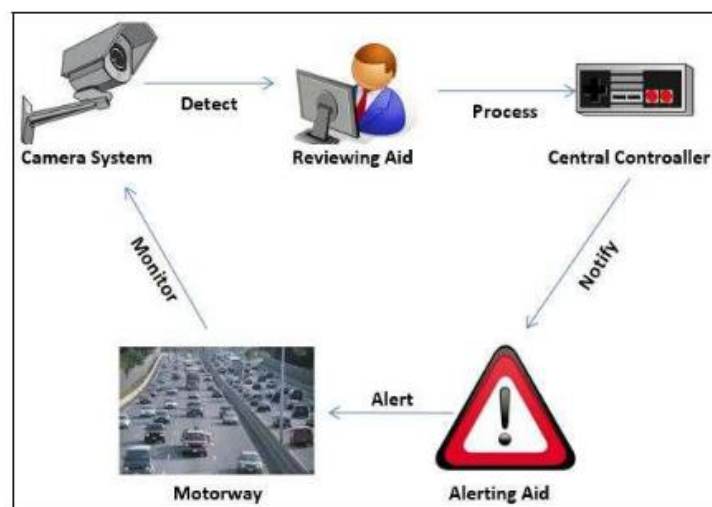 Detect
Process
Camera System
Reviewing Aid
Central Controaller
Monitor
Notify
Alert
Motorway
Alerting Aid